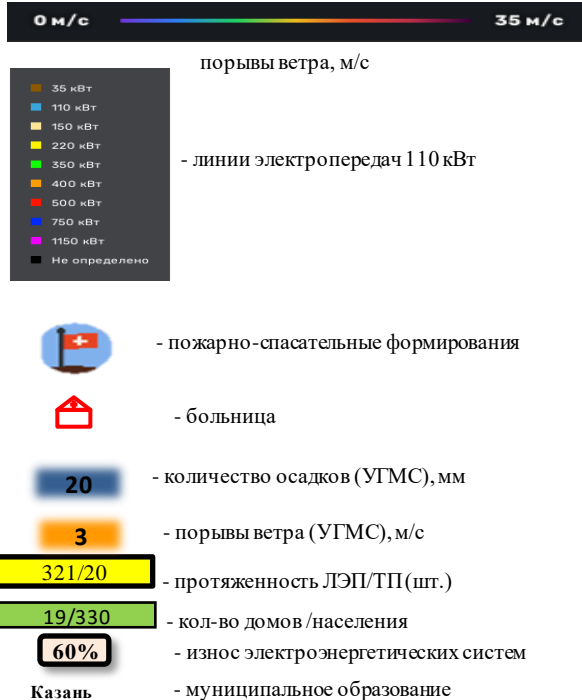 0 м/с 35 м/с
порывы ветра, м/с
35 кВт
110 кВт
150 кВт
220 кВт
350 кВт
400 кВт
500 кВт
750 кВт
1150 кВт
Не определено
- линии электропередач 110 кВт
- пожарно-спасательные формирования
- больница
20 - количество осадков (УГМС), мм
3 - порывы ветра (УГМС), м/с
321/20 - протяженность ЛЭП/ТП (шт.)
19/330 - кол-во домов /населения
60% - износ электроэнергетических систем
Казань - муниципальное образование